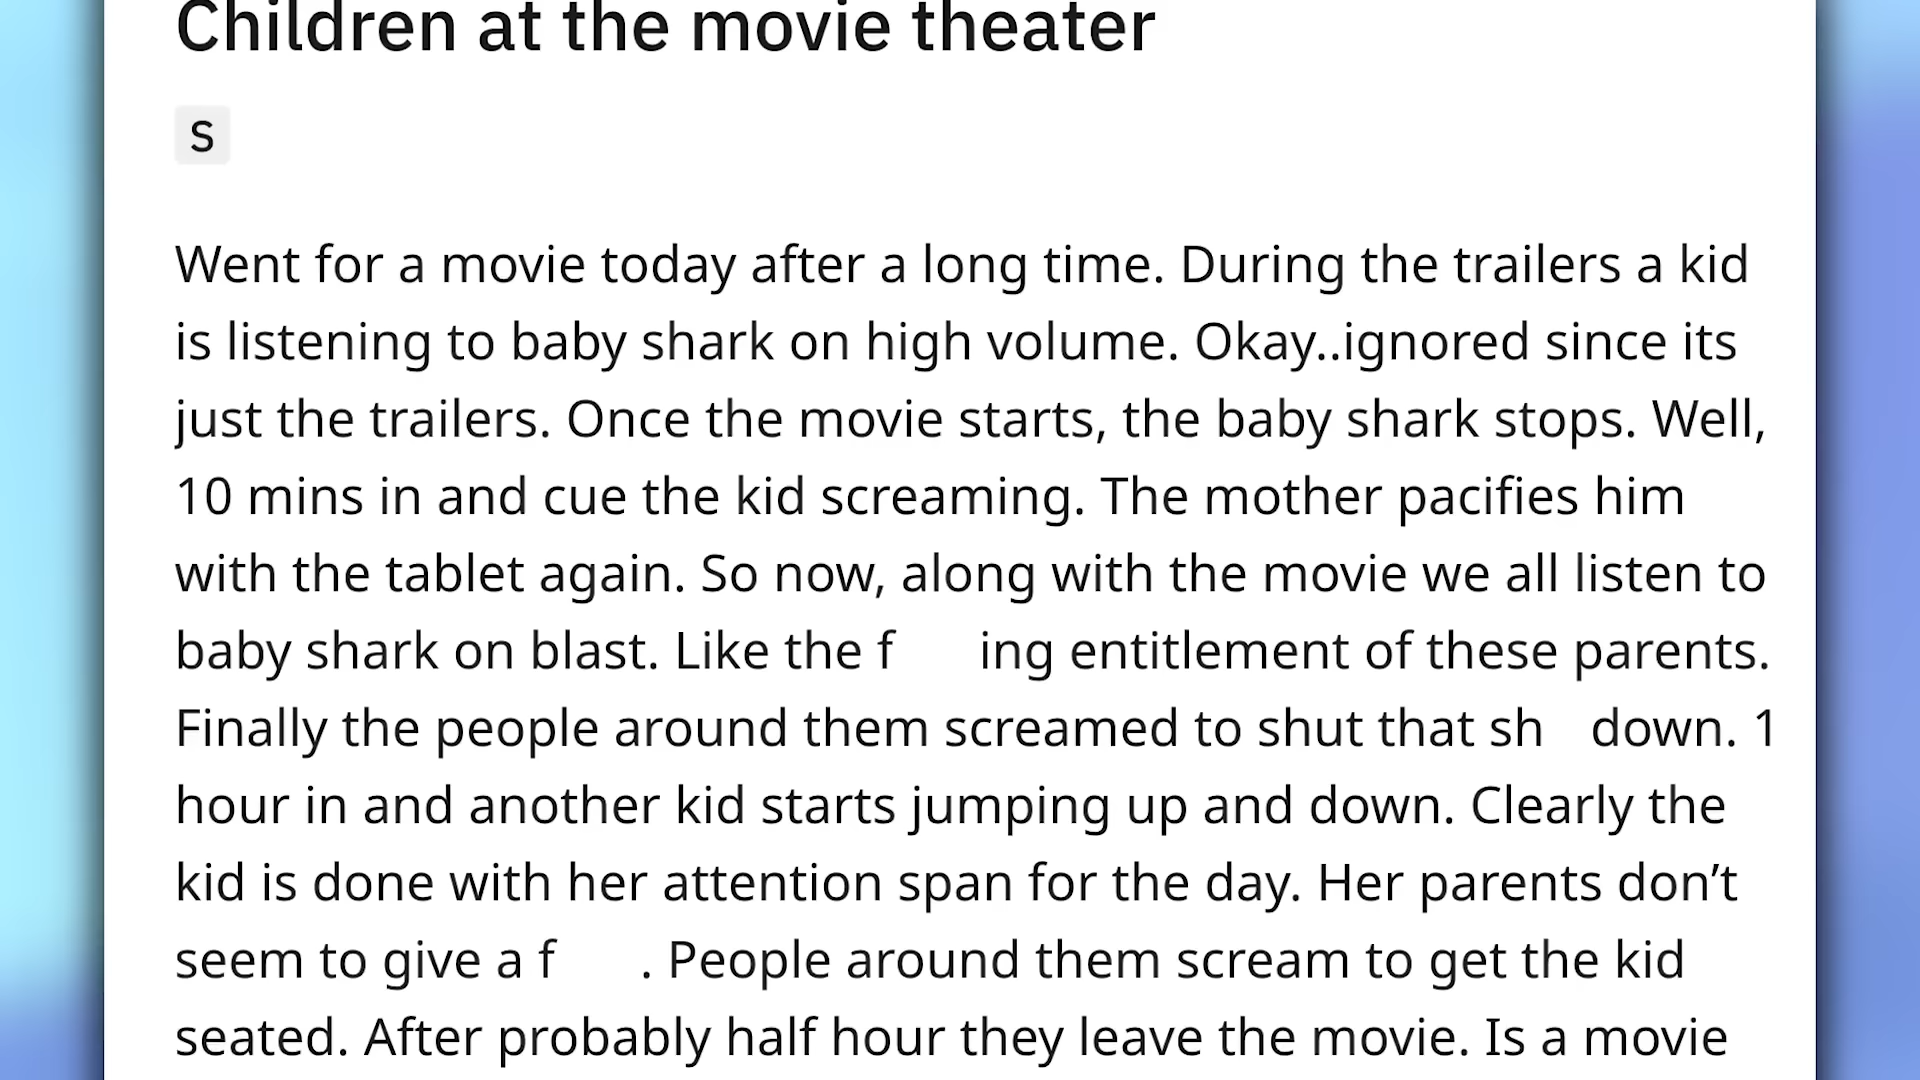 Children at the movie theater
S
Went for a movie today after a long time. During the trailers a kid
is listening to baby shark on high volume. Okay..ignored since its
just the trailers. Once the movie starts, the baby shark stops. Well,
10 mins in and cue the kid screaming. The mother pacifies him
with the tablet again. So now, along with the movie we all listen to
baby shark on blast. Like the f ing entitlement of these parents.
Finally the people around them screamed to shut that sh down. 1
hour in and another kid starts jumping up and down. Clearly the
kid is done with her attention span for the day. Her parents don’t
seem to give a f . People around them scream to get the kid
seated. After probably half hour they leave the movie. Is a movie